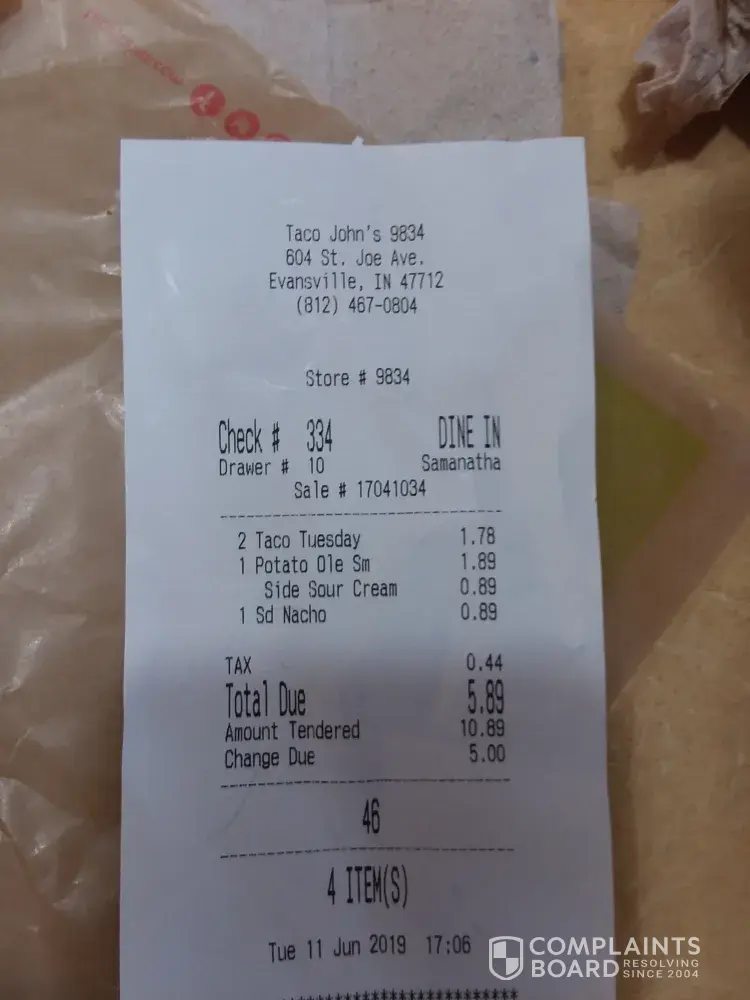 Taco John's 9834
604 St. Joe Ave.
Evansville, IN 47712
(812) 467-0804
Store # 9834
Check # 334 DINE IN
Drawer # 10 Samanatha
Sale # 17041034
2 Taco Tuesday 1.78
1 Potato Ole Sm 1.89
Side Sour Cream 0.89
1 Sd Nacho 0.89
TAX 0.44
Total Due 5.89
Amount Tendered 10.89
Change Due 5.00
46
4 ITEM(S)
Tue 11 Jun 2019 17:06
COMPLAINTS
BOARD RESOLVING
SINCE 2004